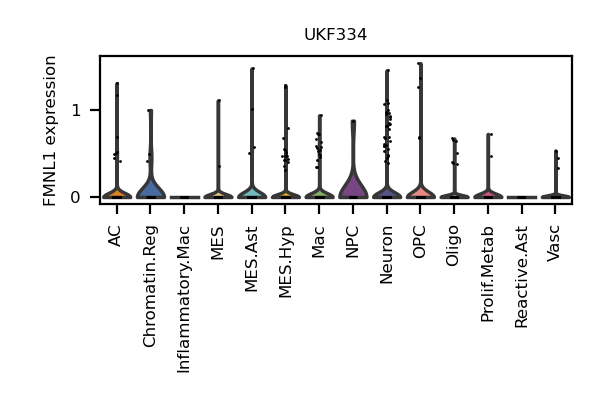 UKF334
FMNL1 expression
1
0
AC
Chromatin.Reg
Inflammatory.Mac
MES
MES.Ast
MES.Hyp
Mac
NPC
Neuron
OPC
Oligo
Prolif.Metab
Reactive.Ast
Vasc